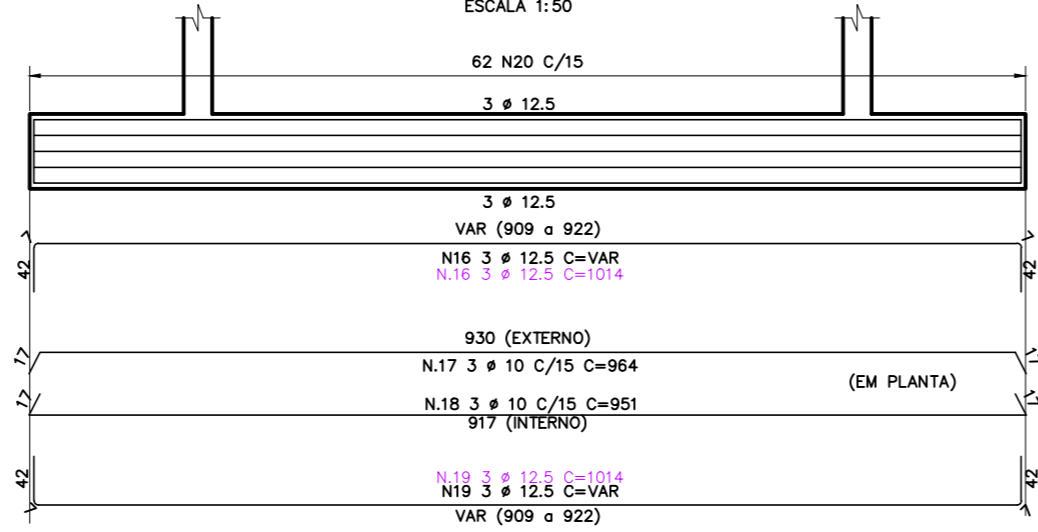 ESCALA 1:50
62 N20 C/15
3 ø 12.5
3 ø 12.5
VAR (909 a 922)
42
N16 3 ø 12.5 C=VAR
42
N.16 3 ø 12.5 C=1014
930 (EXTERNO)
17
N.17 3 ø 10 C/15 C=964
17
(EM PLANTA)
17
N.18 3 ø 10 C/15 C=951
17
917 (INTERNO)
42
N.19 3 ø 12.5 C=1014
42
N19 3 ø 12.5 C=VAR
VAR (909 a 922)